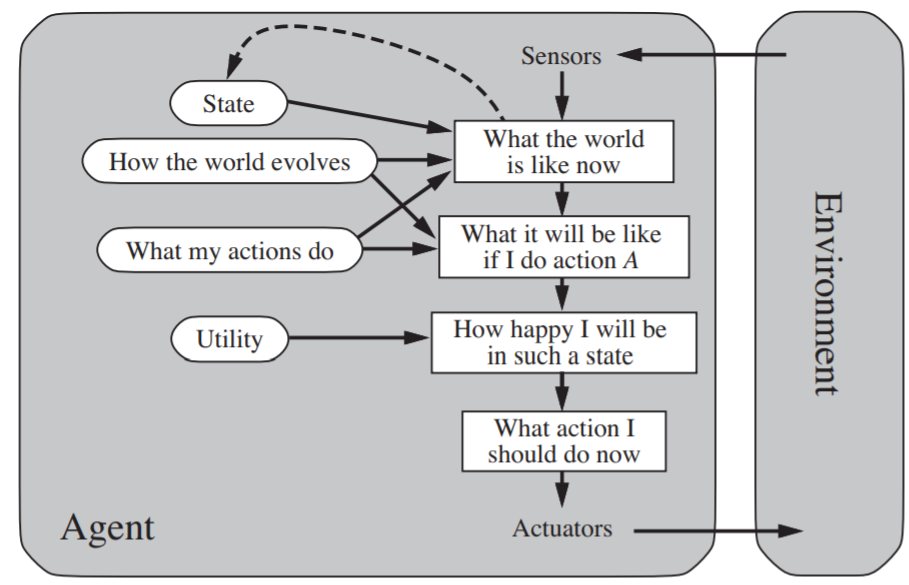 Sensors
State
What the world
is like now
How the world evolves
What my actions do
What it will be like
if I do action A
Utility
How happy I will be
in such a state
What action I
should do now
Agent
Actuators
Environment